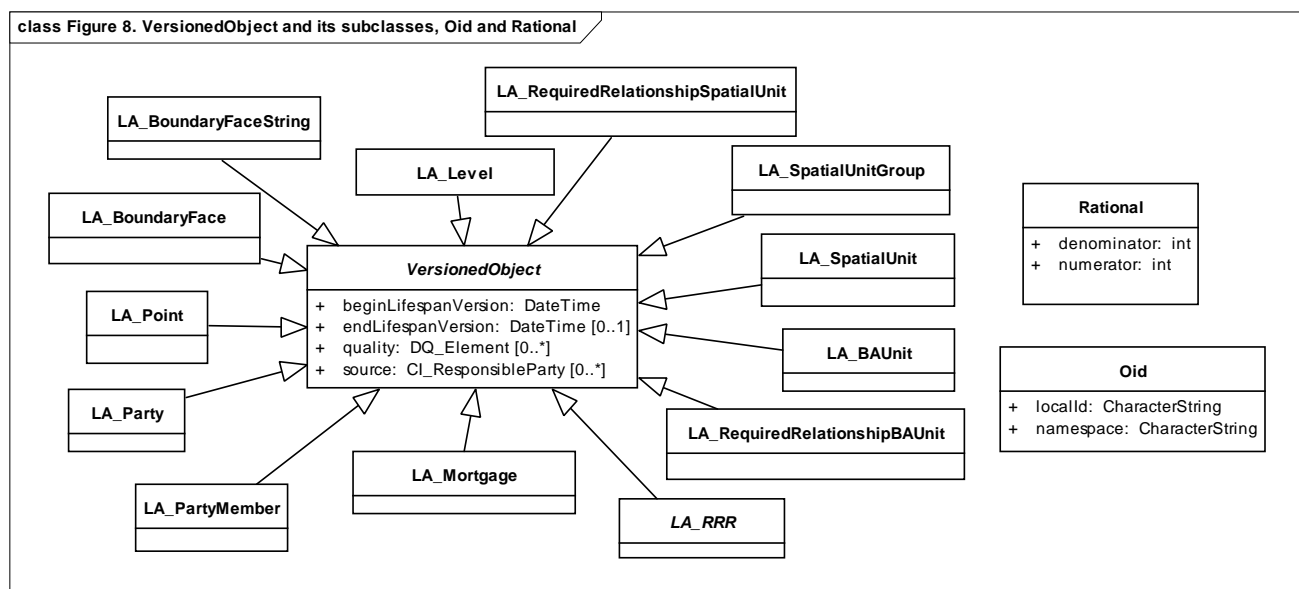 class Figure 8. VersionedObject and its subclasses, Oid and Rational
LA_RequiredRelationshipSpatialUnit
LA_BoundaryFaceString
LA_Level
LA_SpatialUnitGroup
LA_BoundaryFace
Rational
+ denominator: int
+ numerator: int
VersionedObject
+ beginLifespanVersion: DateTime
+ endLifespanVersion: DateTime [0..1]
+ quality: DQ_Element [0..*]
+ source: CI_ResponsibleParty [0..*]
LA_SpatialUnit
LA_Point
LA_BAUnit
Oid
+ localId: CharacterString
+ namespace: CharacterString
LA_Party
LA_RequiredRelationshipBAUnit
LA_Mortgage
LA_PartyMember
LA_RRR